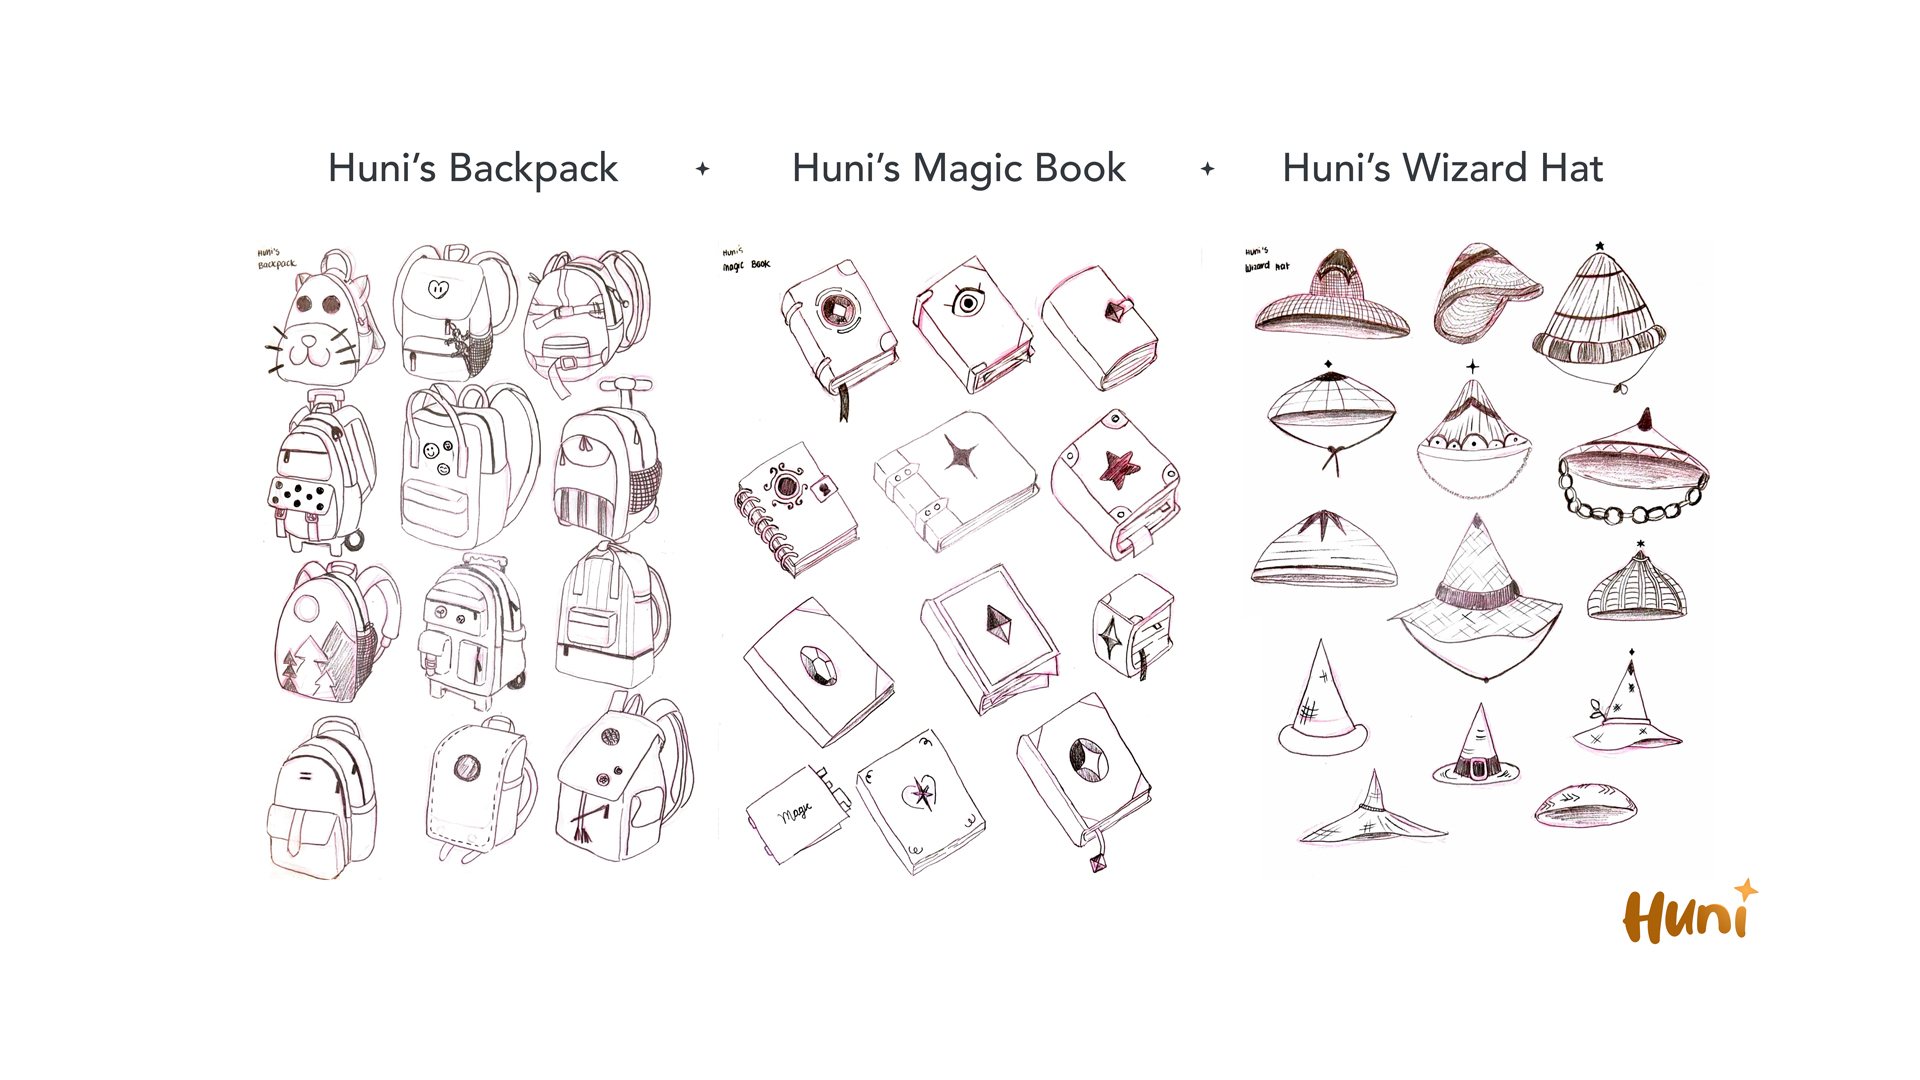 Huni's Backpack ✦ Huni's Magic Book ✦ Huni's Wizard Hat
Huni's
Backpack
Huni's
Magic Book
Huni's
Wizard Hat
Magic
Huni